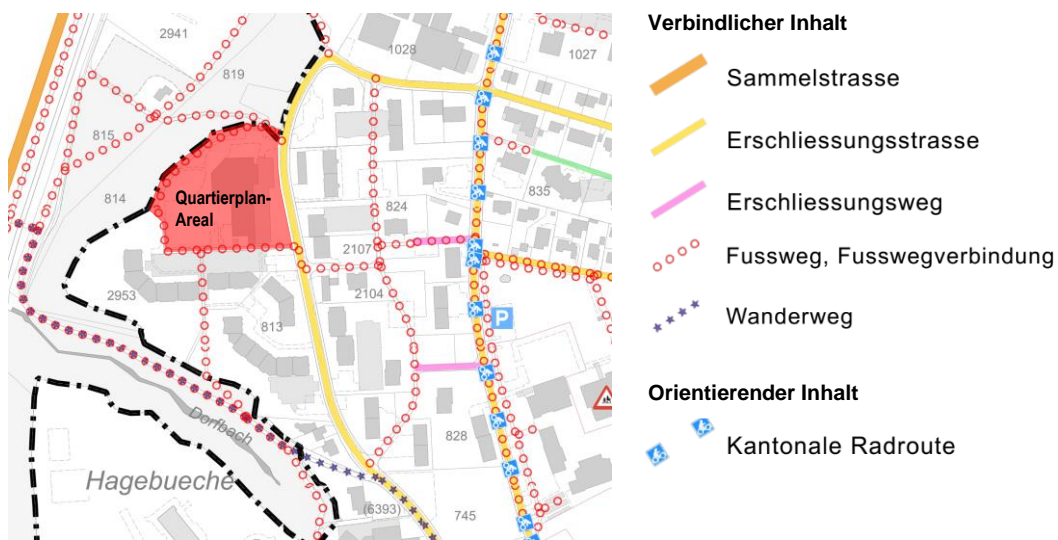 2941
819
1028
1027
815
814
Quartierplan-
Areal
824
835
2107
2104
2953
813
P
Dorfbach
828
Hagebueche
(6393)
745
Verbindlicher Inhalt
Sammelstrasse
Erschliessungsstrasse
Erschliessungsweg
Fussweg, Fusswegverbindung
Wanderweg
Orientierender Inhalt
Kantonale Radroute